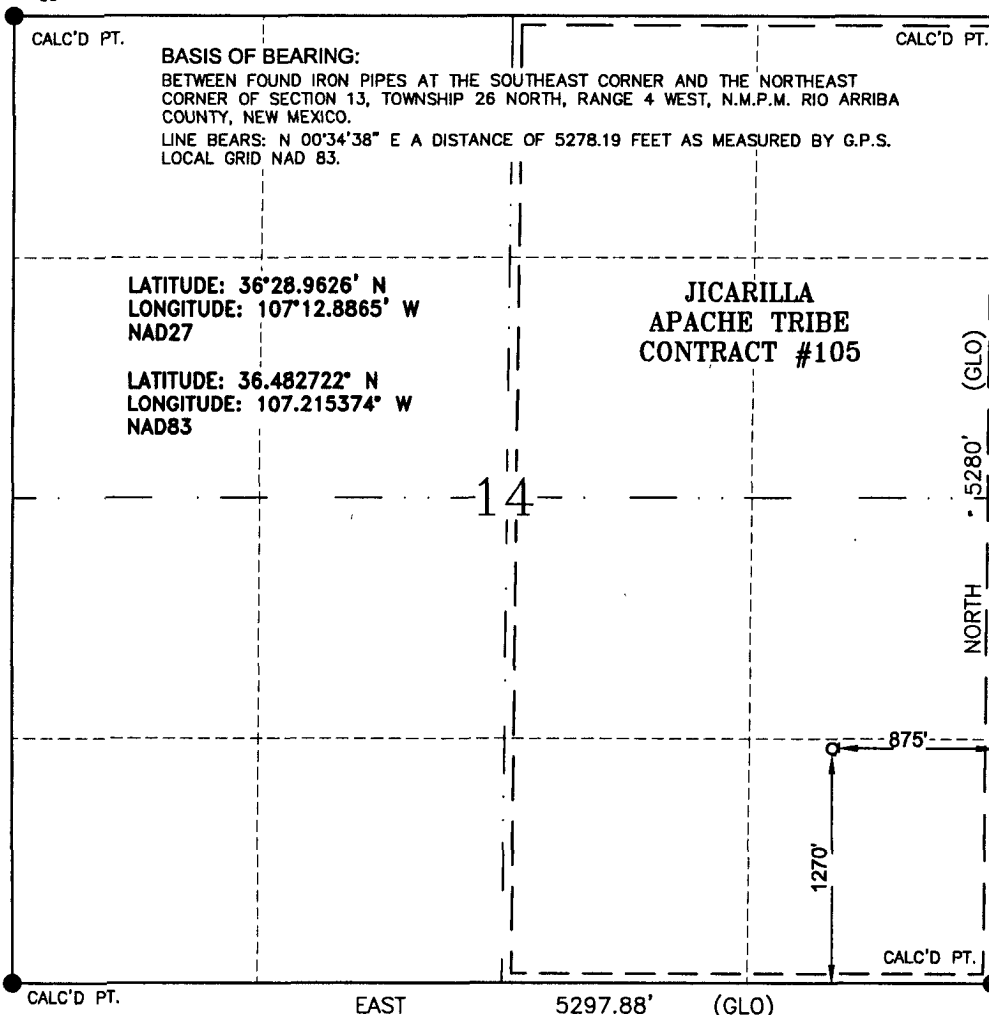 CALC'D PT.
CALC'D PT.
BASIS OF BEARING:
BETWEEN FOUND IRON PIPES AT THE SOUTHEAST CORNER AND THE NORTHEAST
CORNER OF SECTION 13, TOWNSHIP 26 NORTH, RANGE 4 WEST, N.M.P.M. RIO ARRIBA
COUNTY, NEW MEXICO.
LINE BEARS: N 00°34'38" E A DISTANCE OF 5278.19 FEET AS MEASURED BY G.P.S.
LOCAL GRID NAD 83.
LATITUDE: 36°28.9626' N
LONGITUDE: 107°12.8865' W
NAD27
LATITUDE: 36.482722° N
LONGITUDE: 107.215374° W
NAD83
JICARILLA
APACHE TRIBE
CONTRACT #105
NORTH 5280' (GLO)
14
875'
1270'
CALC'D PT.
CALC'D PT.
EAST 5297.88' (GLO)